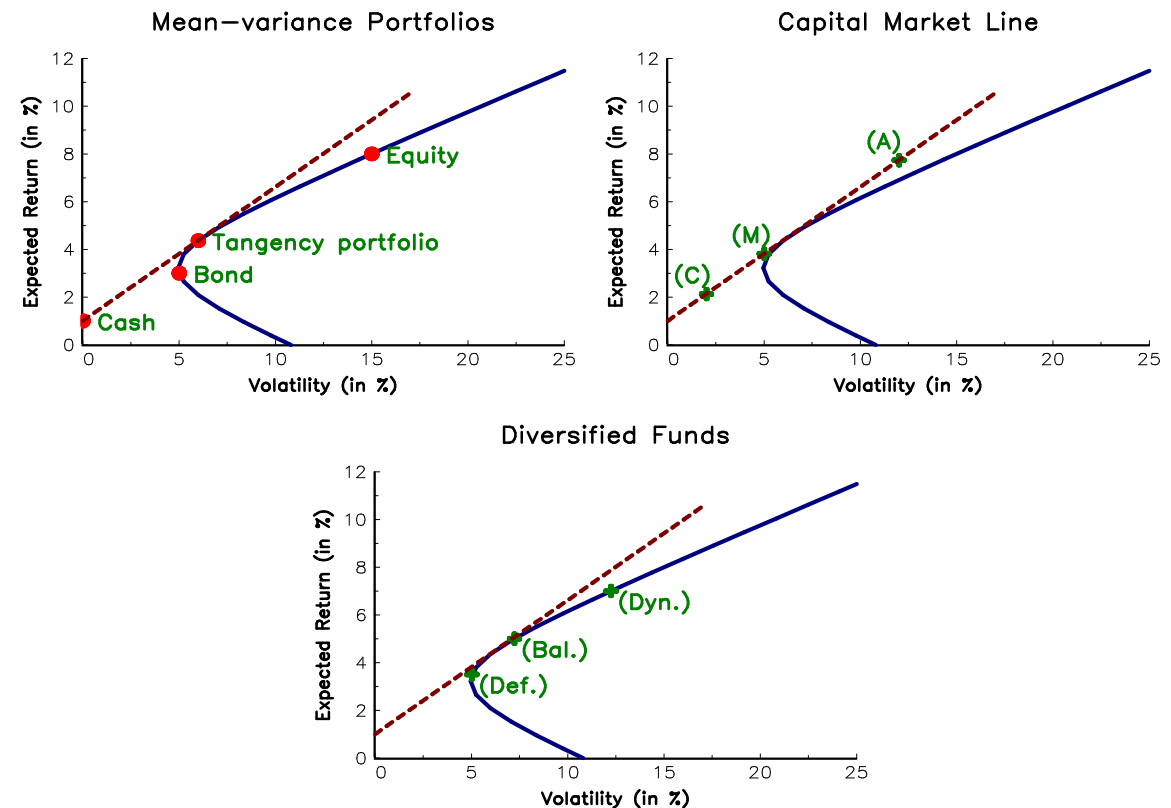 Mean-variance Portfolios
Expected Return (in %)
12
10
8
6
4
2
0
Equity
Tangency portfolio
Bond
Cash
0 5 10 15 20 25
Volatility (in %)
Capital Market Line
Expected Return (in %)
12
10
8
6
4
2
0
(A)
(M)
(C)
0 5 10 15 20 25
Volatility (in %)
Diversified Funds
Expected Return (in %)
12
10
8
6
4
2
0
(Dyn.)
(Bal.)
(Def.)
0 5 10 15 20 25
Volatility (in %)